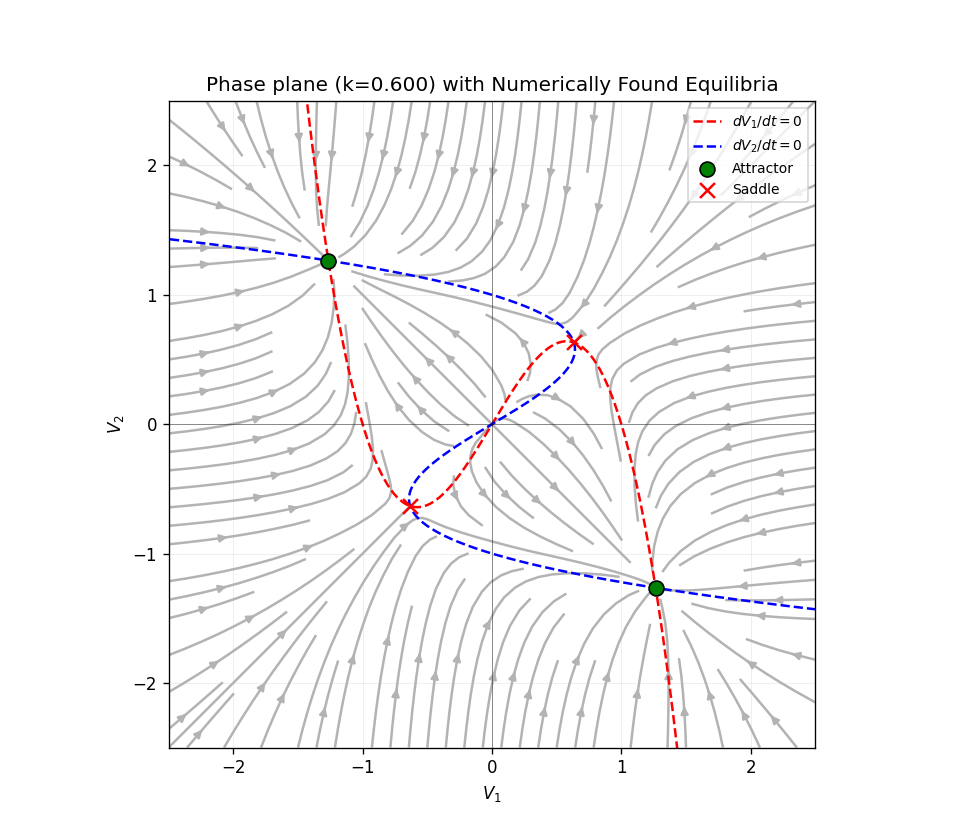 Phase plane (k=0.600) with Numerically Found Equilibria
dV₁/dt = 0
dV₂/dt = 0
Attractor
Saddle
2
1
0
−1
−2
V₂
−2 −1 0 1 2
V₁